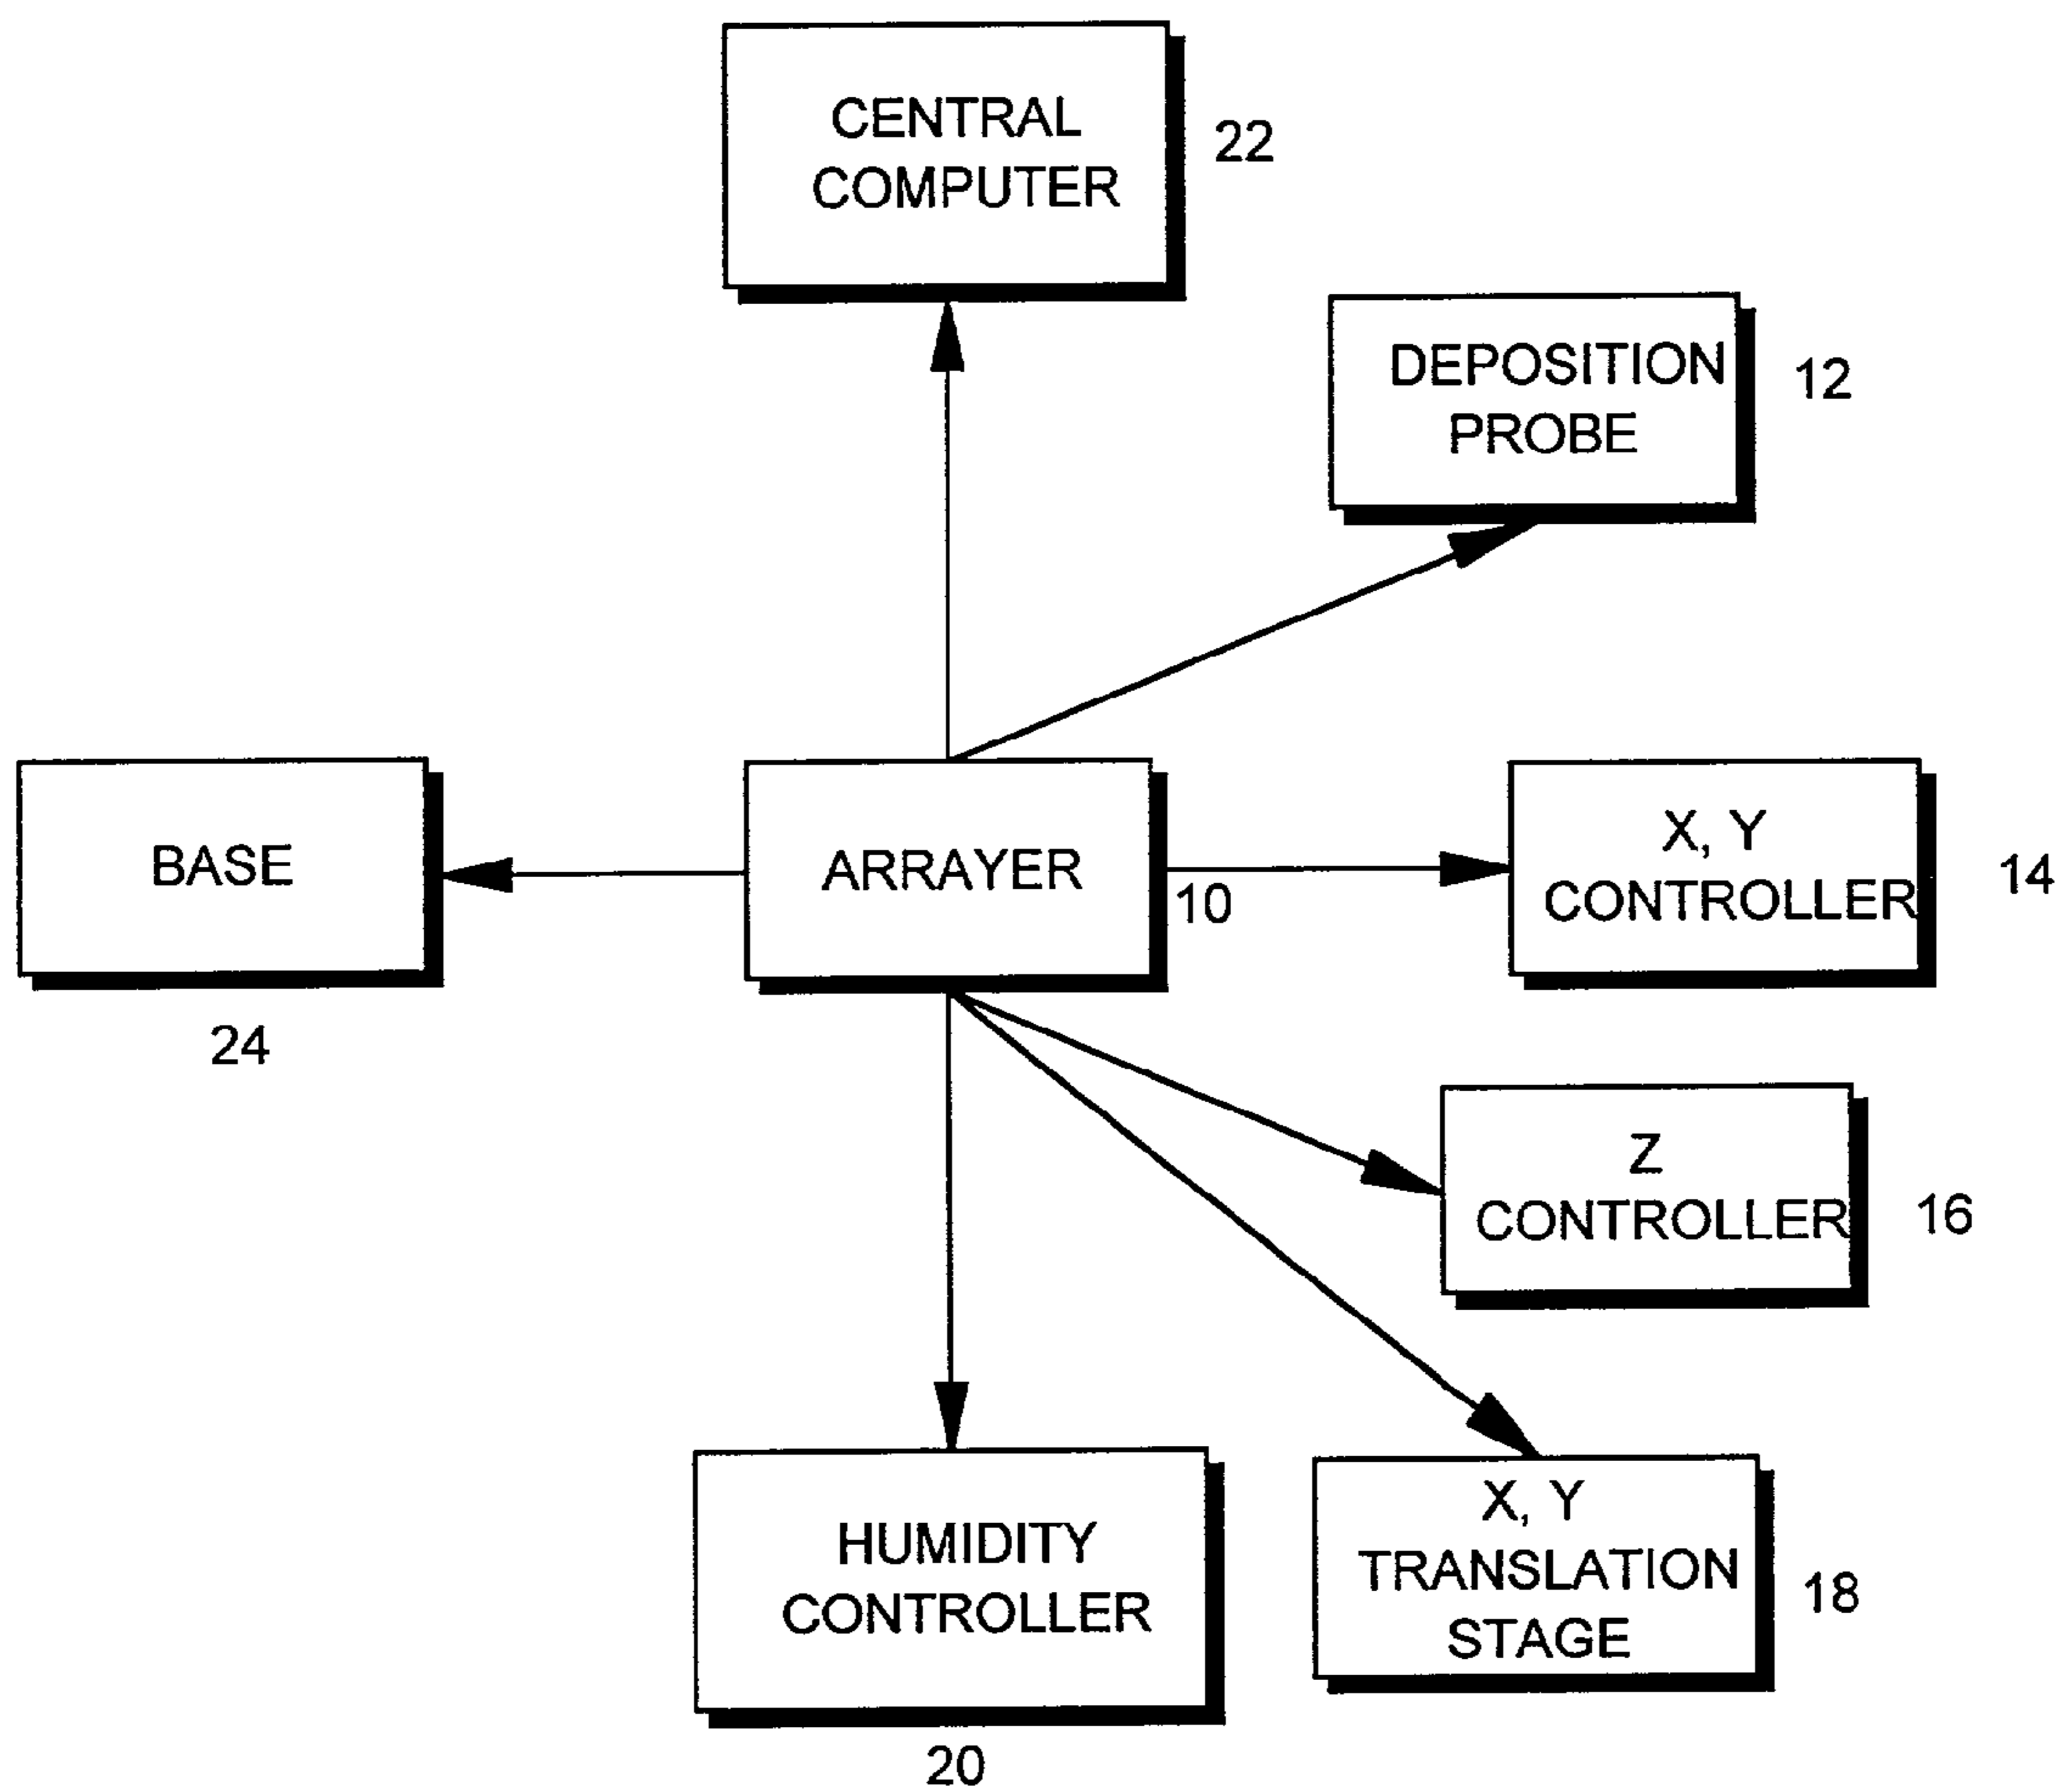 CENTRAL
COMPUTER
22
DEPOSITION
PROBE
12
BASE
24
ARRAYER
10
X, Y
CONTROLLER
14
Z
CONTROLLER
16
HUMIDITY
CONTROLLER
20
X, Y
TRANSLATION
STAGE
18